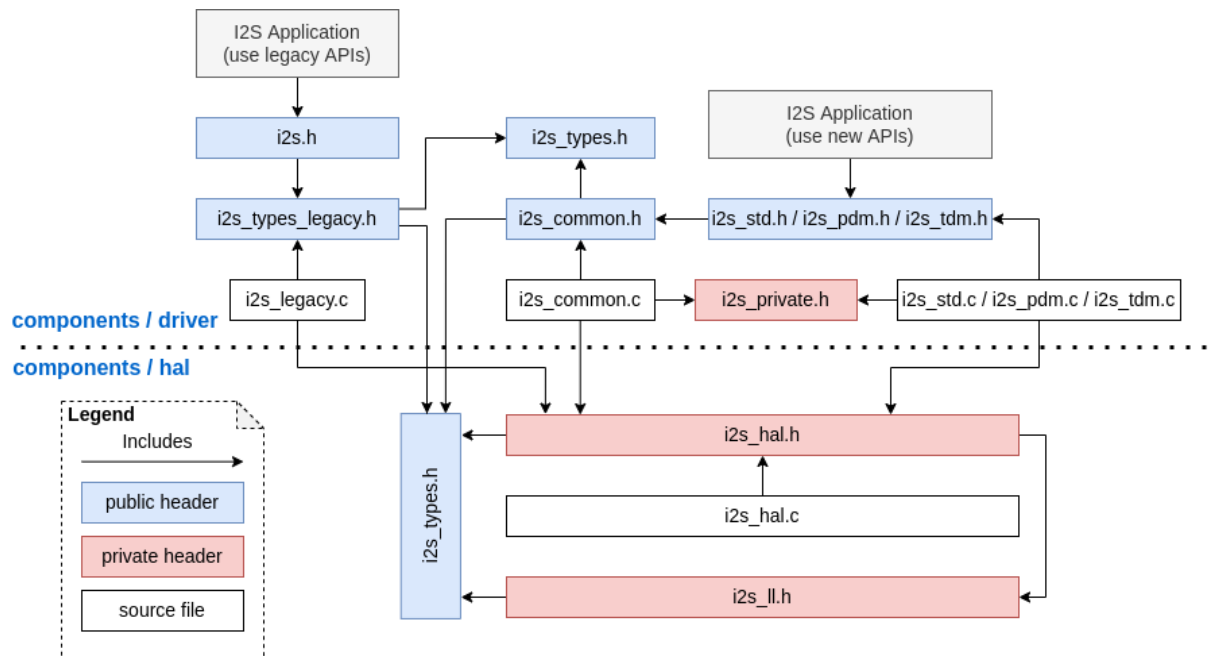 I2S Application
(use legacy APIs)
I2S Application
(use new APIs)
i2s.h
i2s_types.h
i2s_types_legacy.h
i2s_common.h
i2s_std.h / i2s_pdm.h / i2s_tdm.h
i2s_legacy.c
i2s_common.c
i2s_private.h
i2s_std.c / i2s_pdm.c / i2s_tdm.c
components / driver
components / hal
Legend
Includes
public header
private header
source file
i2s_types.h
i2s_hal.h
i2s_hal.c
i2s_ll.h